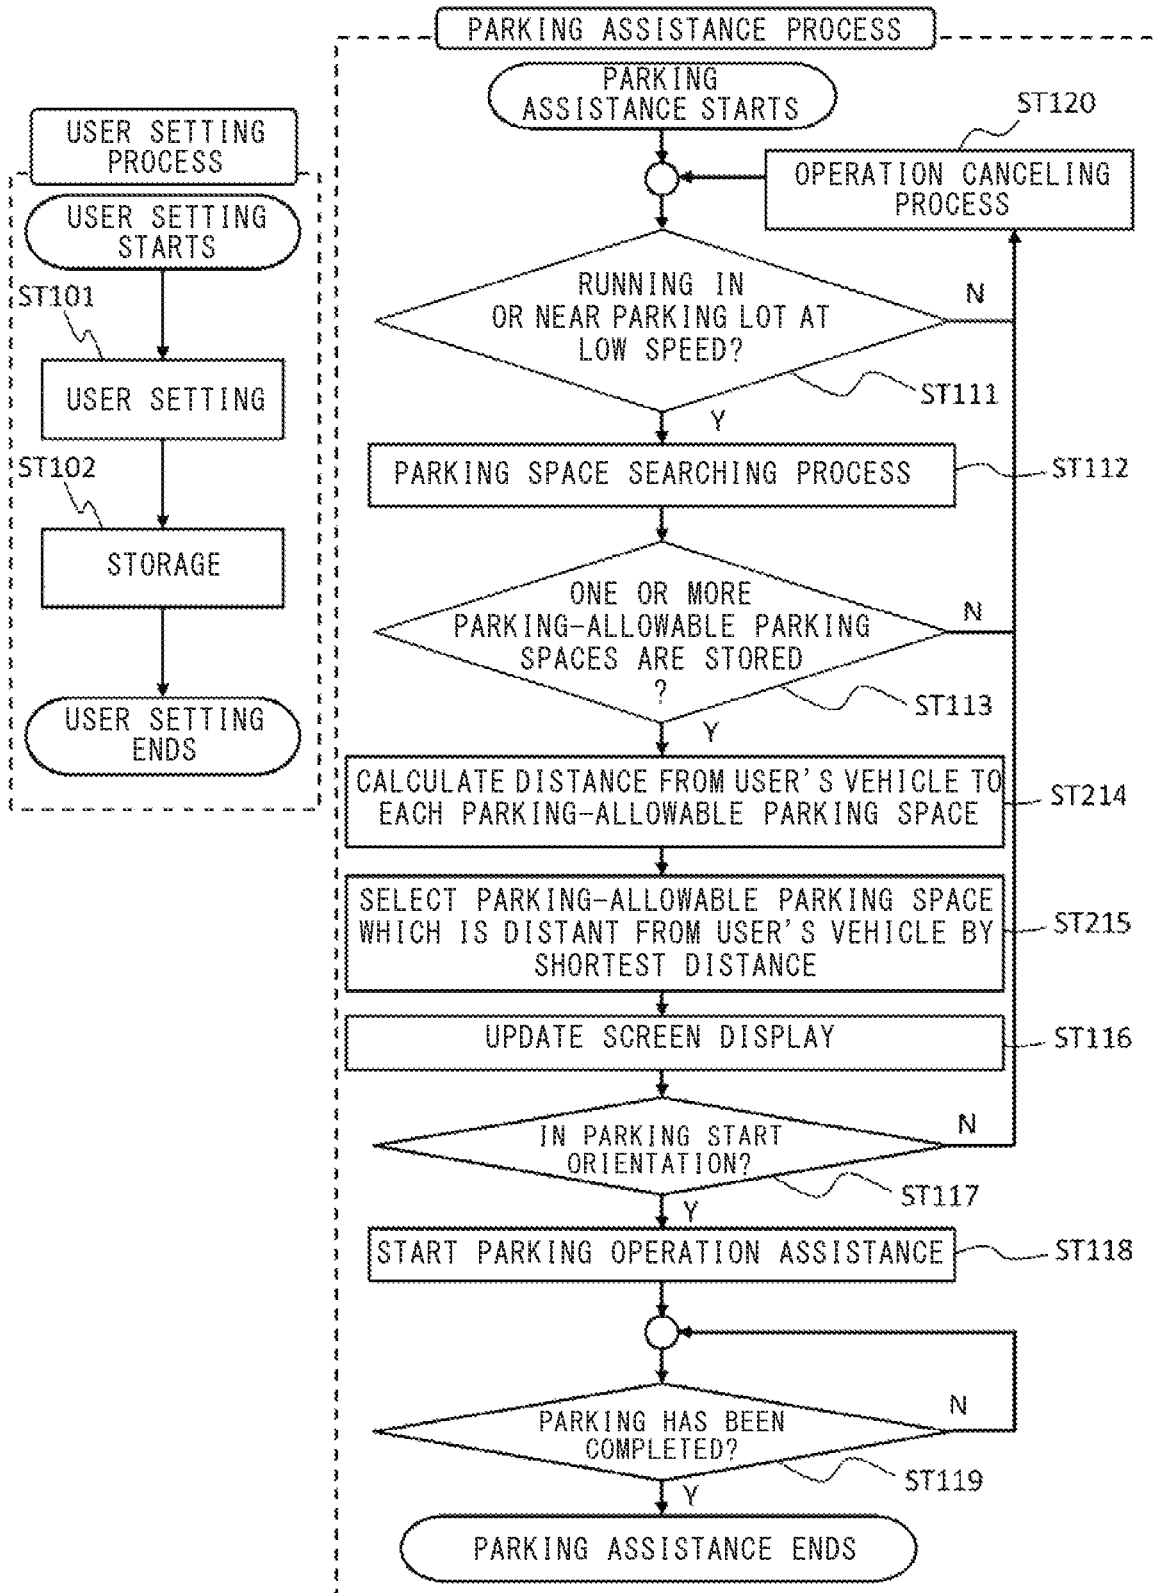 USER SETTING
PROCESS
USER SETTING
STARTS
ST101
USER SETTING
ST102
STORAGE
USER SETTING
ENDS
PARKING ASSISTANCE PROCESS
PARKING
ASSISTANCE STARTS
ST120
OPERATION CANCELING
PROCESS
RUNNING IN
OR NEAR PARKING LOT AT
LOW SPEED?
N
ST111
Y
PARKING SPACE SEARCHING PROCESS
ST112
ONE OR MORE
PARKING-ALLOWABLE PARKING
SPACES ARE STORED
?
N
ST113
Y
CALCULATE DISTANCE FROM USER'S VEHICLE TO
EACH PARKING-ALLOWABLE PARKING SPACE
ST214
SELECT PARKING-ALLOWABLE PARKING SPACE
WHICH IS DISTANT FROM USER'S VEHICLE BY
SHORTEST DISTANCE
ST215
UPDATE SCREEN DISPLAY
ST116
IN PARKING START
ORIENTATION?
N
ST117
Y
START PARKING OPERATION ASSISTANCE
ST118
PARKING HAS BEEN
COMPLETED?
N
ST119
Y
PARKING ASSISTANCE ENDS